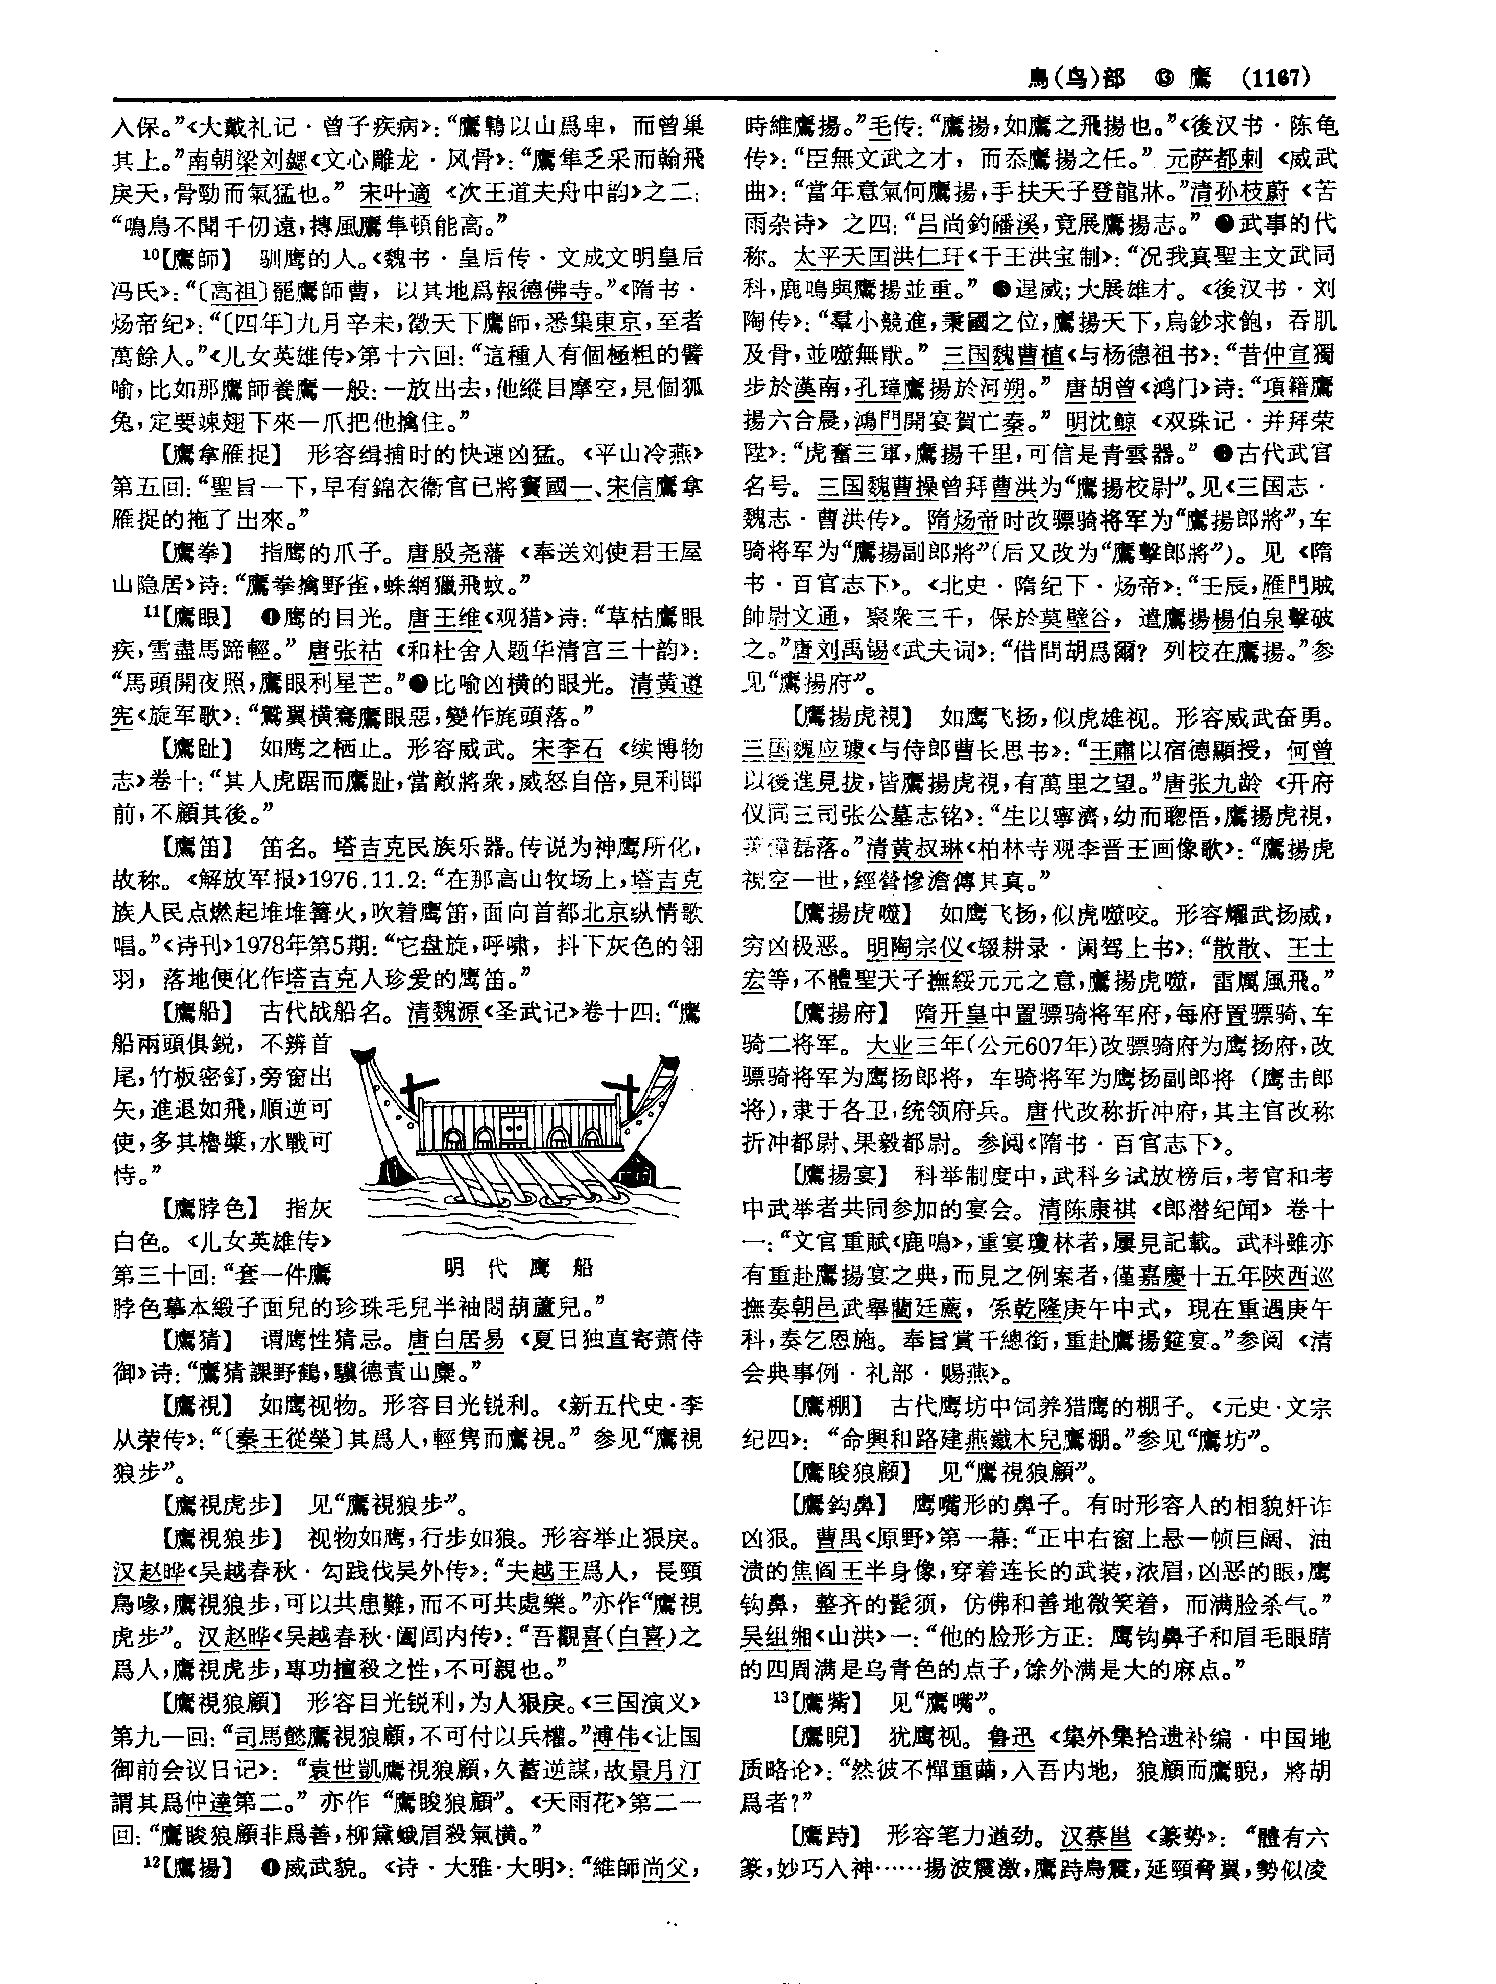 鳥(鸟)部 ⑬ 鷹 (1167)
入保。”《大戴礼记·曾子疾病》：“鷹鶽以山爲卑，而曾巢
其上。”南朝梁刘勰《文心雕龙·风骨》：“鷹隼乏采而翰飛
戾天，骨勁而氣猛也。” 宋叶適《次王道夫舟中韵》之二：
“鳴鳥不聞千仞遠，摶風鷹隼頓能高。”
10【鷹師】 驯鹰的人。《魏书·皇后传·文成文明皇后
冯氏》：“〔高祖〕罷鷹師曹，以其地爲報德佛寺。”《隋书·
炀帝纪》：“〔四年〕九月辛未，徵天下鷹師，悉集東京，至者
萬餘人。”《儿女英雄传》第十六回：“這種人有個極粗的譬
喻，比如那鷹師養鷹一般：一放出去，他縱目摩空，見個狐
兔，定要竦翅下來一爪把他擒住。”
【鷹拿雁捉】 形容缉捕时的快速凶猛。《平山冷燕》
第五回：“聖旨一下，早有錦衣衞官已將竇國一、宋信鷹拿
雁捉的拖了出來。”
【鷹拳】 指鹰的爪子。唐殷尧藩《奉送刘使君王屋
山隐居》诗：“鷹拳擒野雀，蛛網獵飛蚊。”
11【鷹眼】 ❶鹰的目光。唐王维《观猎》诗：“草枯鷹眼
疾，雪盡馬蹄輕。” 唐张祜《和杜舍人题华清宫三十韵》：
“馬頭開夜照，鷹眼利星芒。”❷比喻凶横的眼光。清黄遵
宪《旋军歌》：“鷲翼横騫鷹眼惡，變作旄頭落。”
【鷹趾】 如鹰之栖止。形容威武。宋李石《续博物
志》卷十：“其人虎踞而鷹趾，當敵將衆，威怒自倍，見利即
前，不顧其後。”
【鷹笛】 笛名。塔吉克民族乐器。传说为神鹰所化，
故称。《解放军报》1976.11.2：“在那高山牧场上，塔吉克
族人民点燃起堆堆篝火，吹着鹰笛，面向首都北京纵情歌
唱。”《诗刊》1978年第5期：“它盘旋，呼啸，抖下灰色的翎
羽，落地便化作塔吉克人珍爱的鹰笛。”
【鷹船】 古代战船名。清魏源《圣武记》卷十四：“鷹
船兩頭俱鋭，不辨首
尾，竹板密釘，旁窗出
矢，進退如飛，順逆可
使，多其櫓槳，水戰可
恃。”
【鷹脖色】 指灰
白色。《儿女英雄传》
第三十回：“套一件鷹
明代鹰船
脖色摹本緞子面兒的珍珠毛兒半袖悶葫蘆兒。”
【鷹猜】 谓鹰性猜忌。唐白居易《夏日独直寄萧侍
御》诗：“鷹猜課野鶴，驥德責山麋。”
【鷹視】 如鹰视物。形容目光锐利。《新五代史·李
从荣传》：“〔秦王從榮〕其爲人，輕雋而鷹視。” 参见“鷹視
狼步”。
【鷹視虎步】 见“鷹視狼步”。
【鷹視狼步】 视物如鹰，行步如狼。形容举止狠戾。
汉赵晔《吴越春秋·勾践伐吴外传》：“夫越王爲人，長頸
鳥喙，鷹視狼步，可以共患難，而不可共處樂。”亦作“鷹視
虎步”。汉赵晔《吴越春秋·阖闾内传》：“吾觀喜（白喜）之
爲人，鷹視虎步，專功擅殺之性，不可親也。”
【鷹視狼顧】 形容目光锐利，为人狠戾。《三国演义》
第九一回：“司馬懿鷹視狼顧，不可付以兵權。”溥伟《让国
御前会议日记》：“袁世凱鷹視狼顧，久蓄逆謀，故景月汀
謂其爲仲達第二。” 亦作“鷹睃狼顧”。《天雨花》第二一
回：“鷹睃狼顧非爲善，柳黛蛾眉殺氣横。”
12【鷹揚】 ❶威武貌。《诗·大雅·大明》：“維師尚父，
時維鷹揚。”毛传：“鷹揚，如鷹之飛揚也。”《後汉书·陈龟
传》：“臣無文武之才，而忝鷹揚之任。” 元萨都剌《威武
曲》：“當年意氣何鷹揚，手扶天子登龍牀。”清孙枝蔚《苦
雨杂诗》之四：“吕尚釣磻溪，竟展鷹揚志。” ❷武事的代
称。太平天囯洪仁玕《干王洪宝制》：“况我真聖主文武同
科，鹿鳴與鷹揚並重。” ❸逞威；大展雄才。《後汉书·刘
陶传》：“羣小競進，秉國之位，鷹揚天下，鳥鈔求飽，吞肌
及骨，並噬無猒。” 三国魏曹植《与杨德祖书》：“昔仲宣獨
步於漢南，孔璋鷹揚於河朔。” 唐胡曾《鸿门》诗：“項籍鷹
揚六合晨，鴻門開宴賀亡秦。” 明沈鲸《双珠记·并拜荣
陞》：“虎奮三軍，鷹揚千里，可信是青雲器。” ❹古代武官
名号。三国魏曹操曾拜曹洪为“鷹揚校尉”。见《三国志·
魏志·曹洪传》。隋炀帝时改骠骑将军为“鷹揚郎將”，车
骑将军为“鷹揚副郎將”（后又改为“鷹擊郎將”）。见《隋
书·百官志下》。《北史·隋纪下·炀帝》：“壬辰，雁門賊
帥尉文通，聚衆三千，保於莫壁谷，遣鷹揚楊伯泉擊破
之。”唐刘禹锡《武夫词》：“借問胡爲爾？列校在鷹揚。”参
见“鷹揚府”。
【鷹揚虎視】 如鹰飞扬，似虎雄视。形容威武奋勇。
三国魏应璩《与侍郎曹长思书》：“王肅以宿德顯授，何曾
以後進見拔，皆鷹揚虎視，有萬里之望。”唐张九龄《开府
仪同三司张公墓志铭》：“生以寧濟，幼而聰悟，鷹揚虎視，
磊落。”清黄叔琳《柏林寺观李晋王画像歌》：“鷹揚虎
視空一世，經營慘澹傳其真。”
【鷹揚虎噬】 如鹰飞扬，似虎噬咬。形容耀武扬威，
穷凶极恶。明陶宗仪《辍耕录·阑驾上书》：“散散、王士
宏等，不體聖天子撫綏元元之意，鷹揚虎噬，雷厲風飛。”
【鷹揚府】 隋开皇中置骠骑将军府，每府置骠骑、车
骑二将军。大业三年（公元607年）改骠骑府为鹰扬府，改
骠骑将军为鹰扬郎将，车骑将军为鹰扬副郎将（鹰击郎
将），隶于各卫，统领府兵。唐代改称折冲府，其主官改称
折冲都尉、果毅都尉。参阅《隋书·百官志下》。
【鷹揚宴】 科举制度中，武科乡试放榜后，考官和考
中武举者共同参加的宴会。清陈康祺《郎潜纪闻》卷十
一：“文官重賦《鹿鳴》，重宴瓊林者，屢見記載。武科雖亦
有重赴鷹揚宴之典，而見之例案者，僅嘉慶十五年陝西巡
撫奏朝邑武舉藺廷薦，係乾隆庚午中式，現在重遇庚午
科，奏乞恩施。奉旨賞千總銜，重赴鷹揚筵宴。”参阅《清
会典事例·礼部·赐燕》。
【鷹棚】 古代鹰坊中饲养猎鹰的棚子。《元史·文宗
纪四》：“命興和路建燕鐵木兒鷹棚。”参见“鷹坊”。
【鷹睃狼顧】 见“鷹視狼顧”。
【鷹鈎鼻】 鹰嘴形的鼻子。有时形容人的相貌奸诈
凶狠。曹禺《原野》第一幕：“正中右窗上悬一帧巨阔、油
渍的焦阎王半身像，穿着连长的武装，浓眉，凶恶的眼，鹰
钩鼻，整齐的髭须，仿佛和善地微笑着，而满脸杀气。”
吴组缃《山洪》一：“他的脸形方正：鹰钩鼻子和眉毛眼睛
的四周满是乌青色的点子，馀外满是大的麻点。”
13【鷹觜】 见“鷹嘴”。
【鷹睨】 犹鹰视。鲁迅《集外集拾遗补编·中国地
质略论》：“然彼不憚重繭，入吾内地，狼顧而鷹睨，將胡
爲者？”
【鷹跱】 形容笔力遒劲。汉蔡邕《篆势》：“體有六
篆，妙巧入神……揚波震激，鷹跱鳥震，延頸脅翼，勢似凌